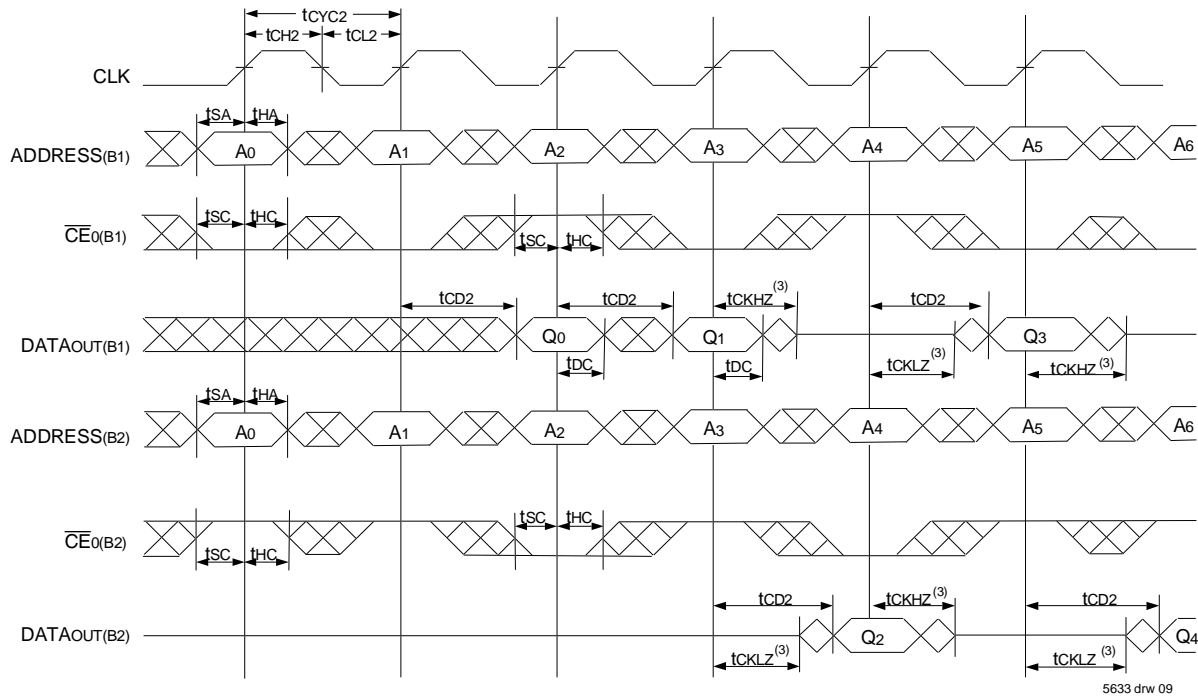 tCYC2
tCH2 tCL2
CLK
tSA tHA
ADDRESS(B1) A0 A1 A2 A3 A4 A5 A6
tSC tHC
CE0(B1)
tSC tHC
tCD2 tCD2 tCKHZ(3) tCD2
DATAOUT(B1) Q0 Q1 Q3
tDC tDC tCKLZ(3) tCKHZ(3)
tSA tHA
ADDRESS(B2) A0 A1 A2 A3 A4 A5 A6
tSC tHC
CE0(B2)
tSC tHC
tCD2 tCKHZ(3) tCD2
DATAOUT(B2) Q2 Q4
tCKLZ(3) tCKLZ(3)
5633 drw 09